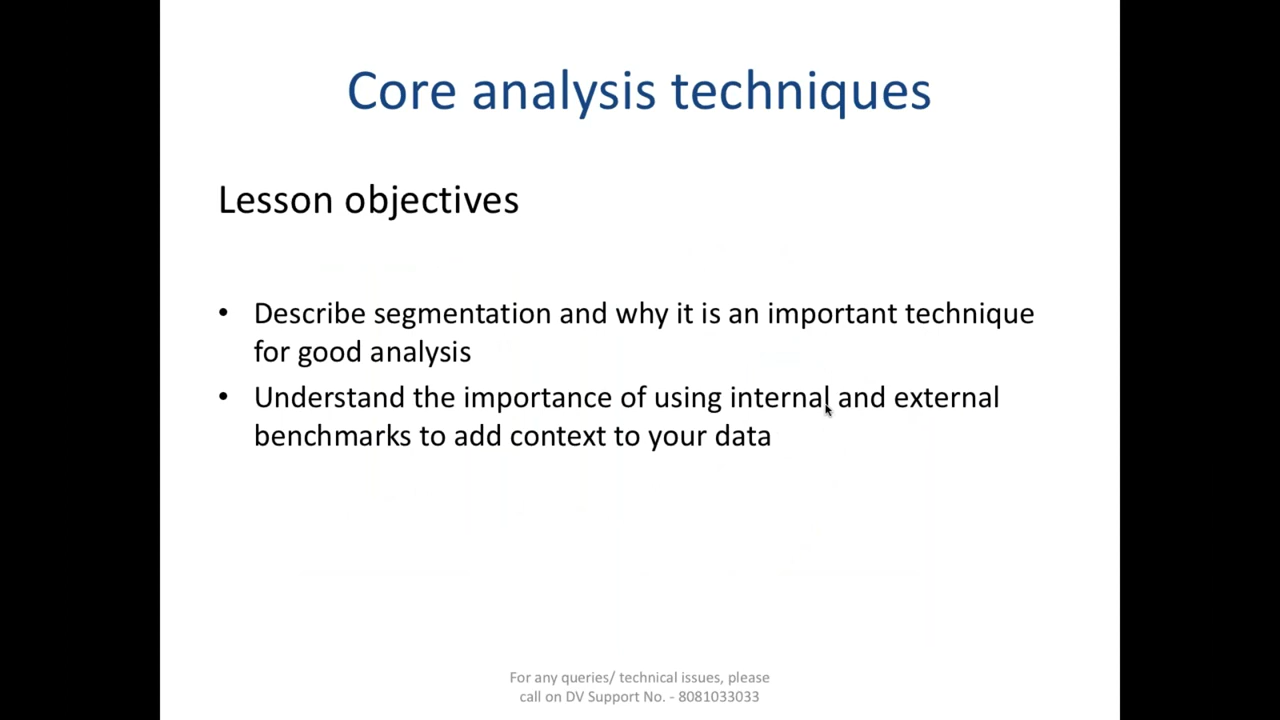 Core analysis techniques
Lesson objectives
• Describe segmentation and why it is an important technique
for good analysis
• Understand the importance of using internal and external
benchmarks to add context to your data
For any queries/ technical issues, please
call on DV Support No. - 8081033033